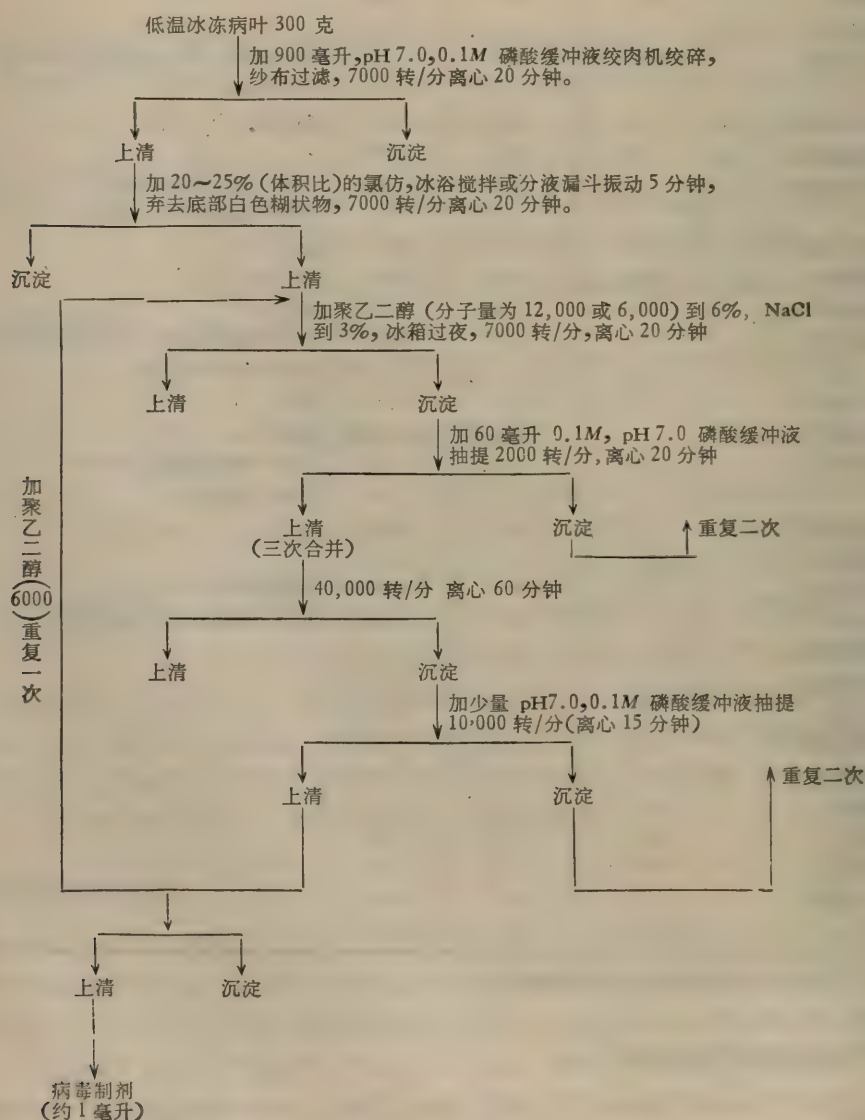 低温冰冻病叶 300 克
加 900 毫升,pH 7.0,0.1M 磷酸缓冲液绞肉机绞碎,
纱布过滤, 7000 转/分离心 20 分钟。
上清
沉淀
加 20~25% (体积比)的氯仿,冰浴搅拌或分液漏斗振动 5 分钟,
弃去底部白色糊状物, 7000 转/分离心 20 分钟。
沉淀
上清
加聚乙二醇 (分子量为 12,000 或 6,000) 到 6%, NaCl
到 3%, 冰箱过夜, 7000 转/分,离心 20 分钟
上清
沉淀
加 60 毫升 0.1M, pH 7.0 磷酸缓冲液
抽提 2000 转/分,离心 20 分钟
上清
(三次合并)
沉淀
重复二次
40,000 转/分 离心 60 分钟
上清
沉淀
加少量 pH7.0,0.1M 磷酸缓冲液抽提
10,000 转/分(离心 15 分钟)
上清
沉淀
重复二次
加聚乙二醇(6000)重复一次
上清
沉淀
病毒制剂
(约 1 毫升)